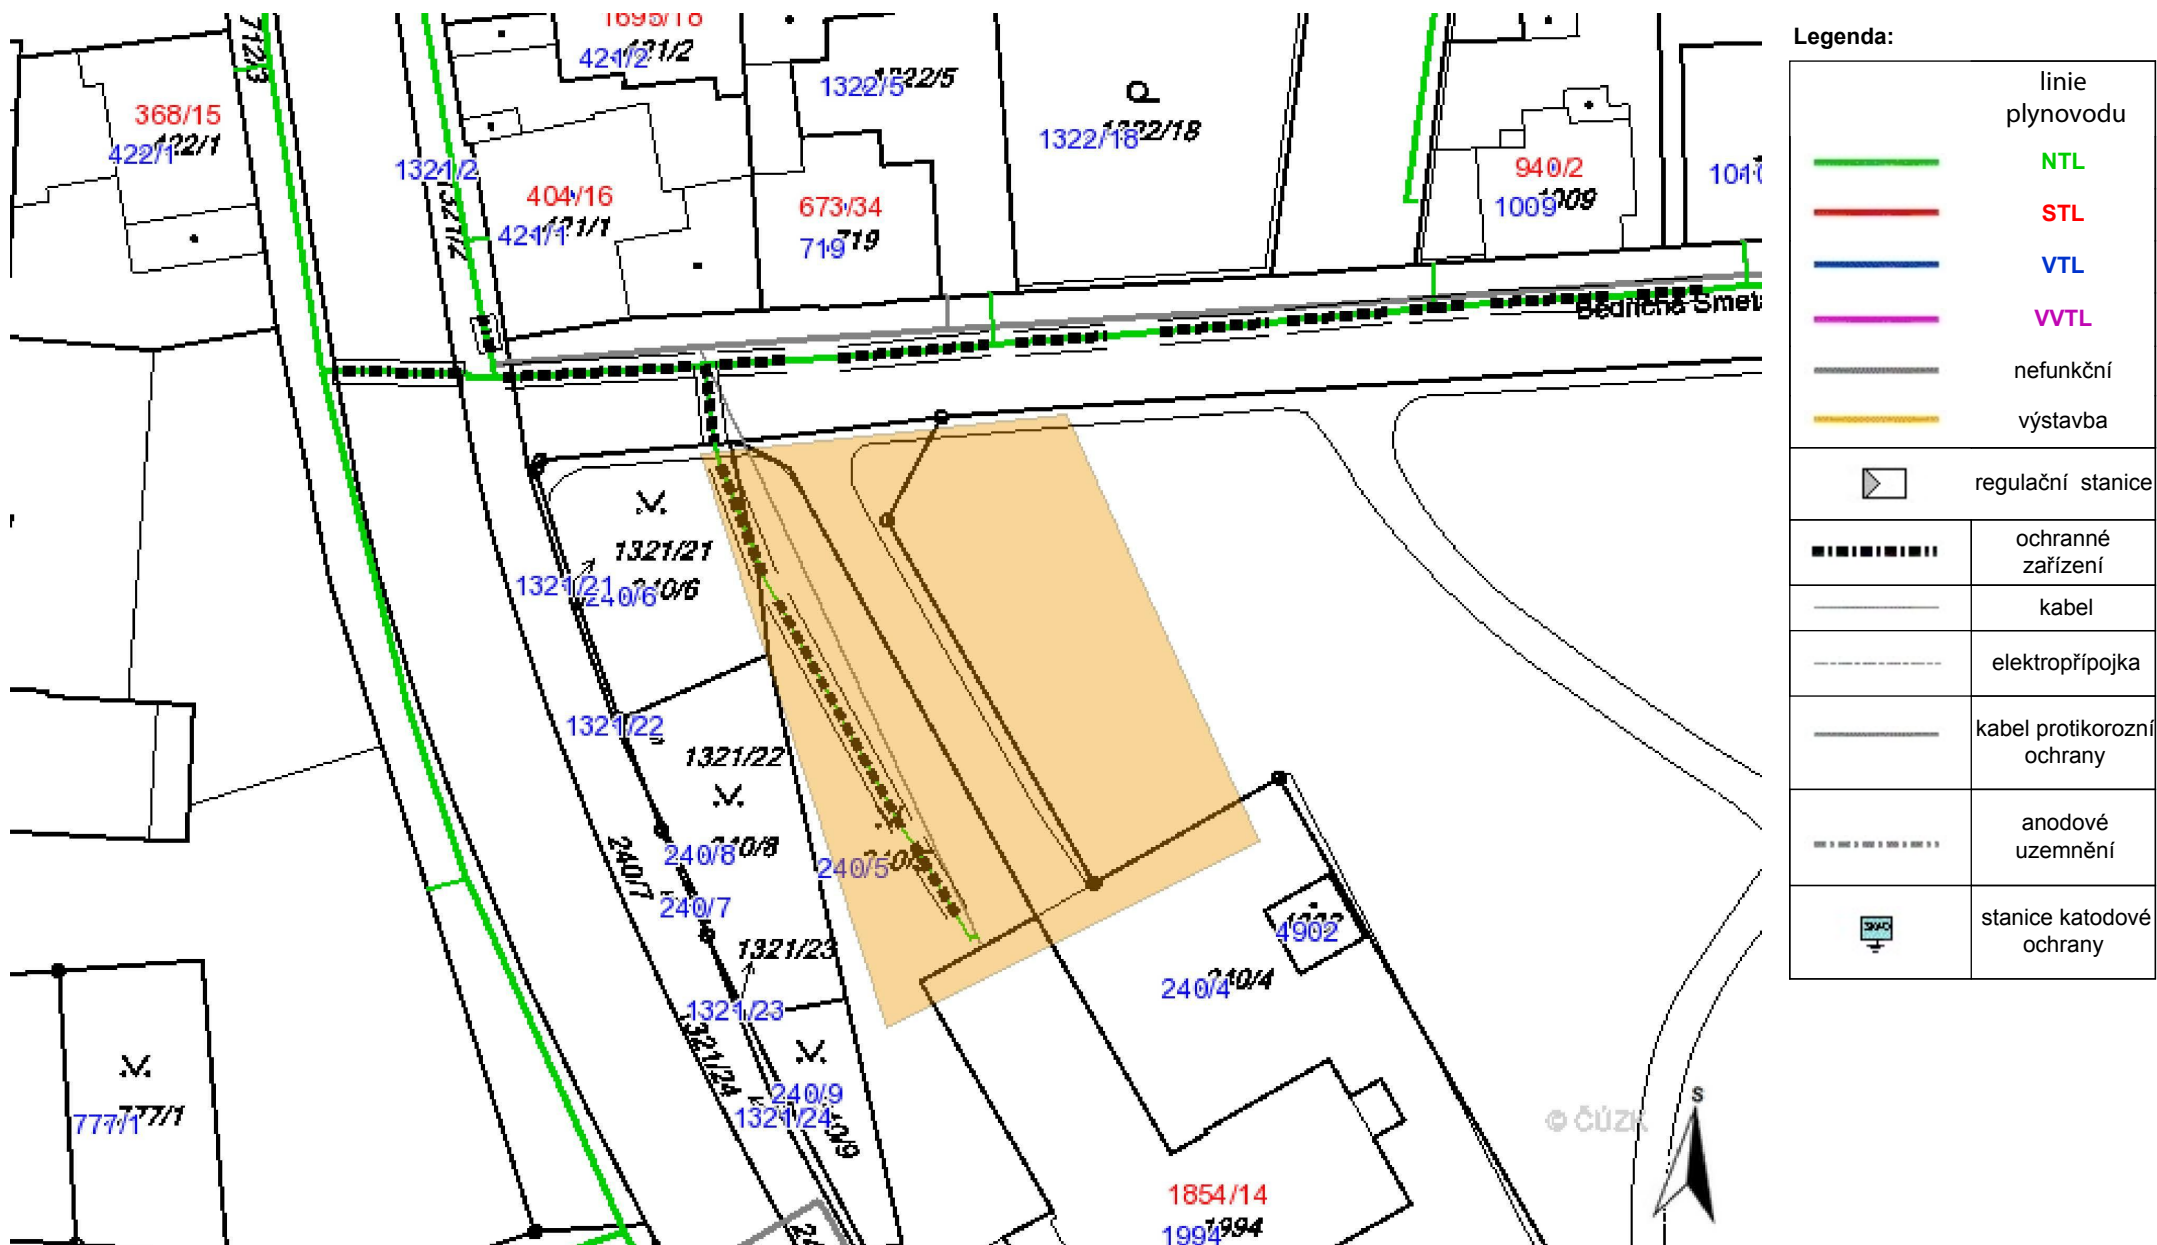 1695/18
421/2
421/2
1322/5
1322/5
1322/18
1322/18
368/15
422/1
422/1
1321/2
404/16
421/1
421/1
673/34
719
719
940/2
1009
1009
1321/21
240/6
1321/21
240/6
1321/22
1321/22
240/8
240/8
240/7
240/7
240/5
240/5
1321/23
1321/23
1321/24
1321/24
240/9
240/9
4902
240/4
240/4
777/1
777/1
1854/14
1994
1994
© ČÚZK
S
Legenda:
linie
plynovodu
NTL
STL
VTL
VVTL
nefunkční
výstavba
regulační stanice
ochranné
zařízení
kabel
elektropřípojka
kabel protikorozní
ochrany
anodové
uzemnění
stanice katodové
ochrany